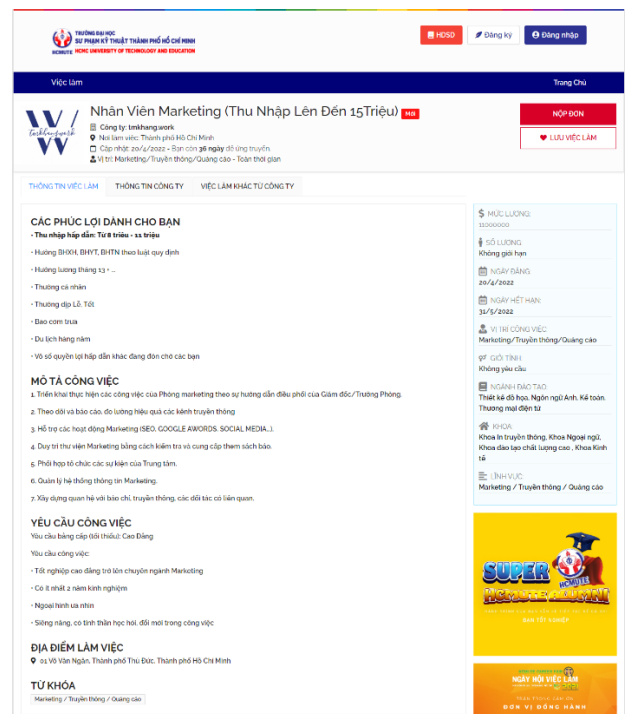 TRƯỜNG ĐẠI HỌC
SƯ PHẠM KỸ THUẬT THÀNH PHỐ HỒ CHÍ MINH
HCMUTE HCMC UNIVERSITY OF TECHNOLOGY AND EDUCATION
HDSD
Đăng ký
Đăng nhập
Việc làm
Trang Chủ
Nhân Viên Marketing (Thu Nhập Lên Đến 15Triệu) Mới
Công ty: tmkhang.work
Nơi làm việc: Thành phố Hồ Chí Minh
Cập nhật: 20/4/2022 - Bạn còn 36 ngày để ứng truyển.
Vị trí: Marketing/Truyền thông/Quảng cáo - Toàn thời gian
NỘP ĐƠN
LƯU VIỆC LÀM
THÔNG TIN VIỆC LÀM
THÔNG TIN CÔNG TY
VIỆC LÀM KHÁC TỪ CÔNG TY
CÁC PHÚC LỢI DÀNH CHO BẠN
• Thu nhập hấp dẫn: Từ 8 triệu - 11 triệu
• Hưởng BHXH, BHYT, BHTN theo luật quy định
• Hưởng lương tháng 13 + ...
• Thưởng cá nhân
• Thưởng dịp Lễ, Tết
• Bao cơm trưa
• Du lịch hàng năm
• Vô số quyền lợi hấp dẫn khác đang đón chờ các bạn
MÔ TẢ CÔNG VIỆC
1. Triển khai thực hiện các công việc của Phòng marketing theo sự hướng dẫn điều phối của Giám đốc/Trưởng Phòng.
2. Theo dõi và báo cáo, đo lường hiệu quả các kênh truyền thông
3. Hỗ trợ các hoạt động Marketing (SEO, GOOGLE AWORDS, SOCIAL MEDIA...).
4. Duy trì thư viện Marketing bằng cách kiểm tra và cung cấp thêm sách báo.
5. Phối hợp tổ chức các sự kiện của Trung tâm.
6. Quản lý hệ thống thông tin Marketing.
7. Xây dựng quan hệ với báo chí, truyền thông, các đối tác có liên quan.
YÊU CẦU CÔNG VIỆC
Yêu cầu bằng cấp (tối thiểu): Cao Đẳng
Yêu cầu công việc:
• Tốt nghiệp cao đẳng trở lên chuyên ngành Marketing
• Có ít nhất 2 năm kinh nghiệm
• Ngoại hình ưa nhìn
• Siêng năng, có tinh thần học hỏi, đổi mới trong công việc
ĐỊA ĐIỂM LÀM VIỆC
01 Võ Văn Ngân, Thành phố Thủ Đức, Thành phố Hồ Chí Minh
TỪ KHÓA
Marketing / Truyền thông / Quảng cáo
MỨC LƯƠNG:
11000000
SỐ LƯỢNG:
Không giới hạn
NGÀY ĐĂNG:
20/4/2022
NGÀY HẾT HẠN:
31/5/2022
VỊ TRÍ CÔNG VIỆC:
Marketing/Truyền thông/Quảng cáo
GIỚI TÍNH:
Không yêu cầu
NGÀNH ĐÀO TẠO:
Thiết kế đồ họa, Ngôn ngữ Anh, Kế toán,
Thương mại điện tử
KHOA:
Khoa In truyền thông, Khoa Ngoại ngữ,
Khoa đào tạo chất lượng cao , Khoa Kinh
tế
LĨNH VỰC:
Marketing / Truyền thông / Quảng cáo
SUPER
HCMUTE ALUMNI
BẠN TỐT NGHIỆP
NGÀY HỘI VIỆC LÀM
2021
ĐƠN VỊ ĐỒNG HÀNH